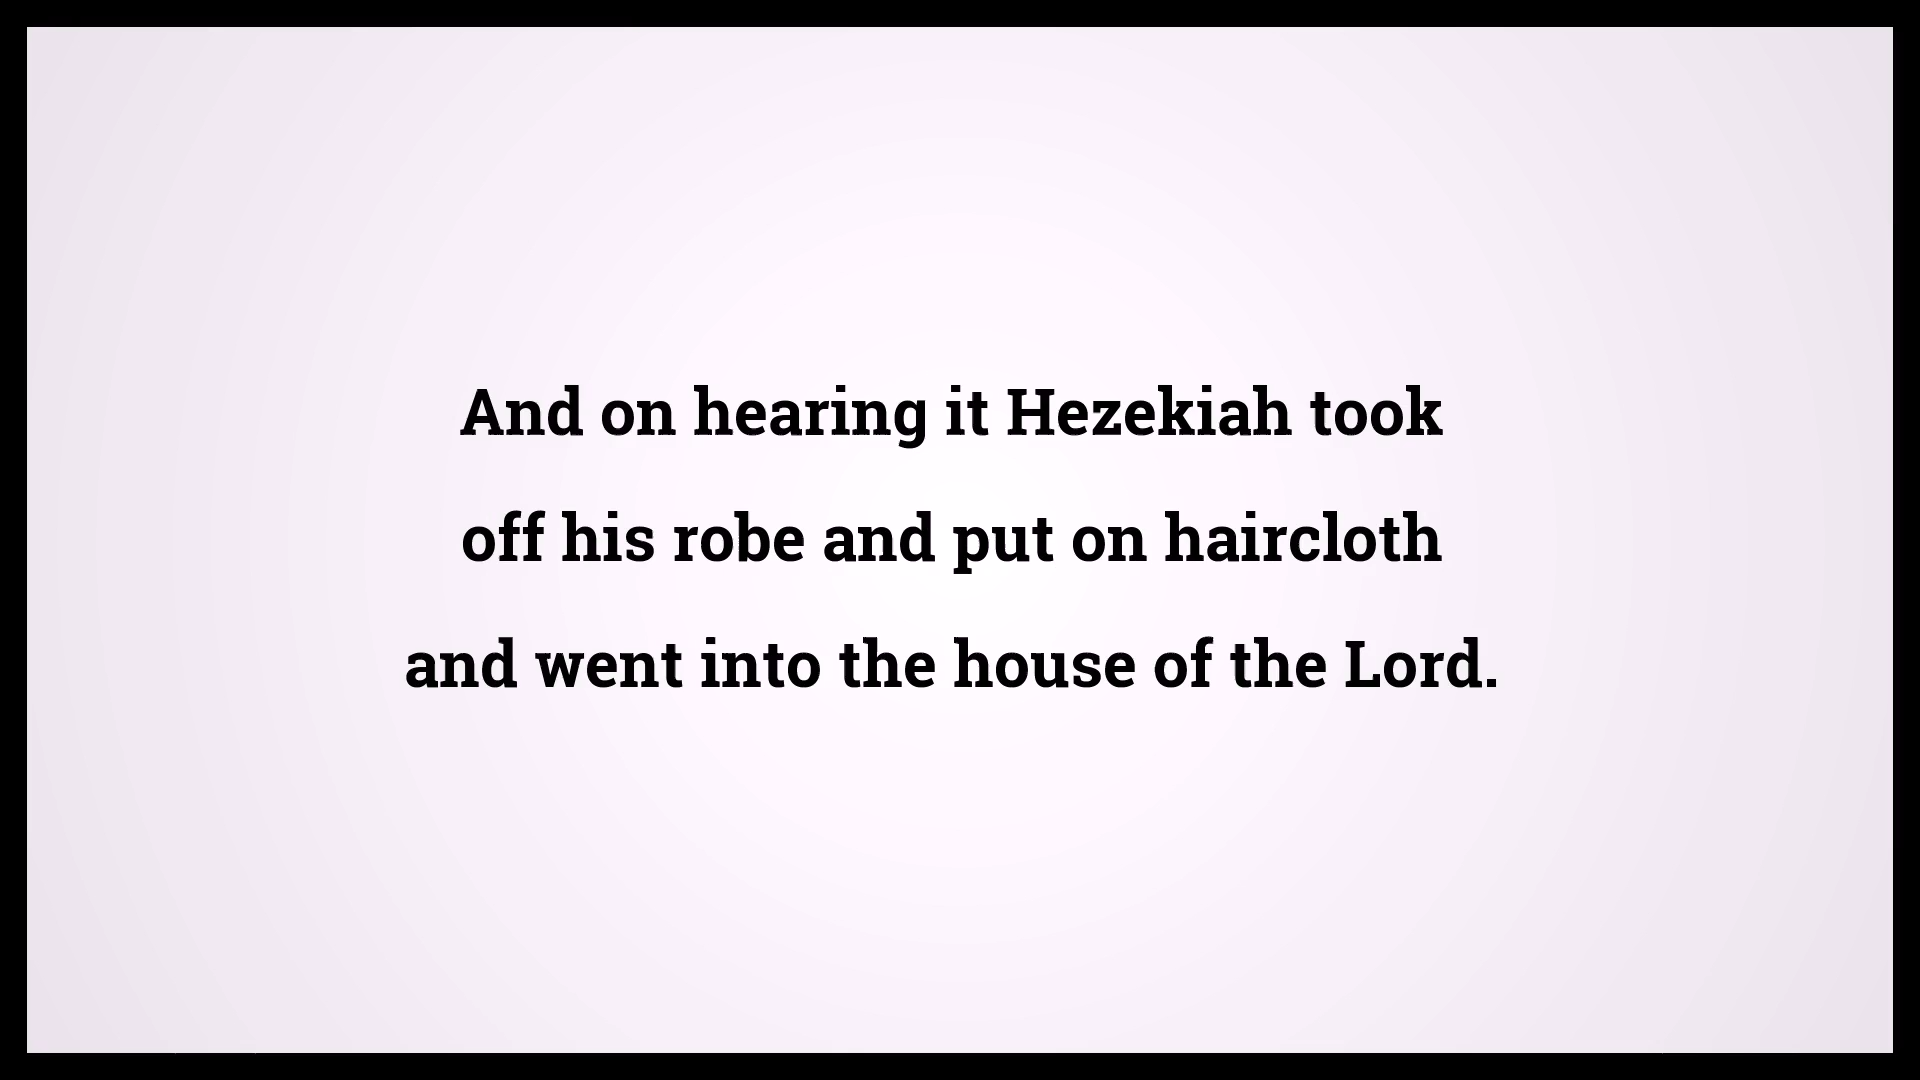 And on hearing it Hezekiah took
off his robe and put on haircloth
and went into the house of the Lord.